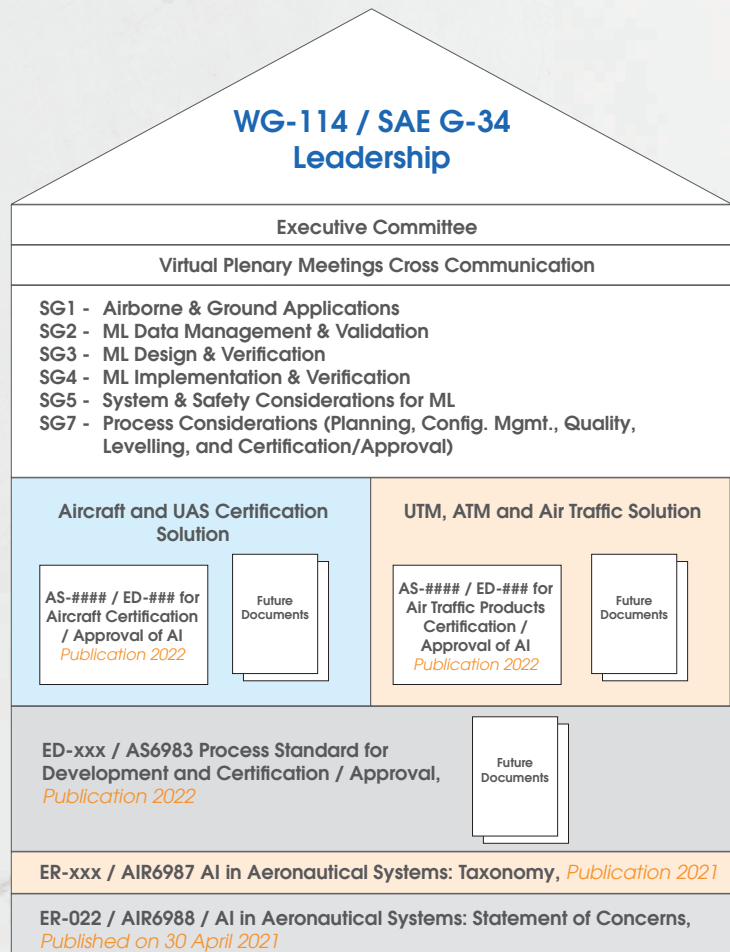 WG-114 / SAE G-34
Leadership
Executive Committee
Virtual Plenary Meetings Cross Communication
SG1 - Airborne & Ground Applications
SG2 - ML Data Management & Validation
SG3 - ML Design & Verification
SG4 - ML Implementation & Verification
SG5 - System & Safety Considerations for ML
SG7 - Process Considerations (Planning, Config. Mgmt., Quality,
Levelling, and Certification/Approval)
Aircraft and UAS Certification
Solution
AS-#### / ED-### for
Aircraft Certification
/ Approval of AI
Publication 2022
Future
Documents
UTM, ATM and Air Traffic Solution
AS-#### / ED-### for
Air Traffic Products
Certification /
Approval of AI
Publication 2022
Future
Documents
ED-xxx / AS6983 Process Standard for
Development and Certification / Approval,
Publication 2022
Future
Documents
ER-xxx / AIR6987 AI in Aeronautical Systems: Taxonomy, Publication 2021
ER-022 / AIR6988 / AI in Aeronautical Systems: Statement of Concerns,
Published on 30 April 2021